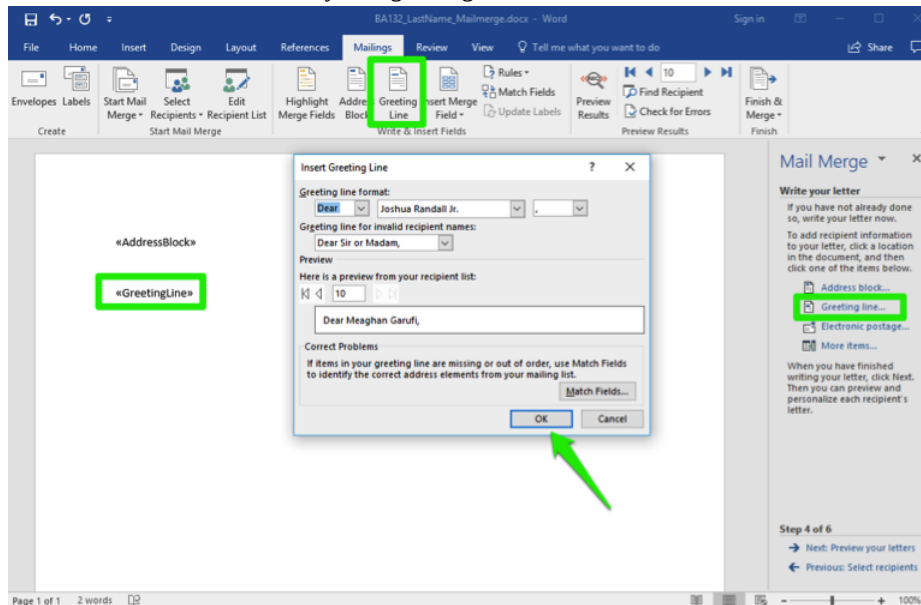 BA132_LastName_Mailmerge.docx - Word
Sign in
File Home Insert Design Layout References Mailings Review View Tell me what you want to do Share
Envelopes Labels
Create
Start Mail Merge
Select Recipients
Edit Recipient List
Start Mail Merge
Highlight Merge Fields
Address Block
Greeting Line
Insert Merge Field
Rules
Match Fields
Update Labels
Write & Insert Fields
Preview Results
10
Find Recipient
Check for Errors
Preview Results
Finish & Merge
Finish
«AddressBlock»
«GreetingLine»
Insert Greeting Line ? X
Greeting line format:
Dear Joshua Randall Jr. ,
Greeting line for invalid recipient names:
Dear Sir or Madam,
Preview
Here is a preview from your recipient list:
10
Dear Meaghan Garufi,
Correct Problems
If items in your greeting line are missing or out of order, use Match Fields
to identify the correct address elements from your mailing list.
Match Fields...
OK Cancel
Mail Merge
Write your letter
If you have not already done
so, write your letter now.
To add recipient information
to your letter, click a location
in the document, and then
click one of the items below.
Address block...
Greeting line...
Electronic postage...
More items...
When you have finished
writing your letter, click Next.
Then you can preview and
personalize each recipient's
letter.
Step 4 of 6
Next: Preview your letters
Previous: Select recipients
Page 1 of 1 2 words
100%